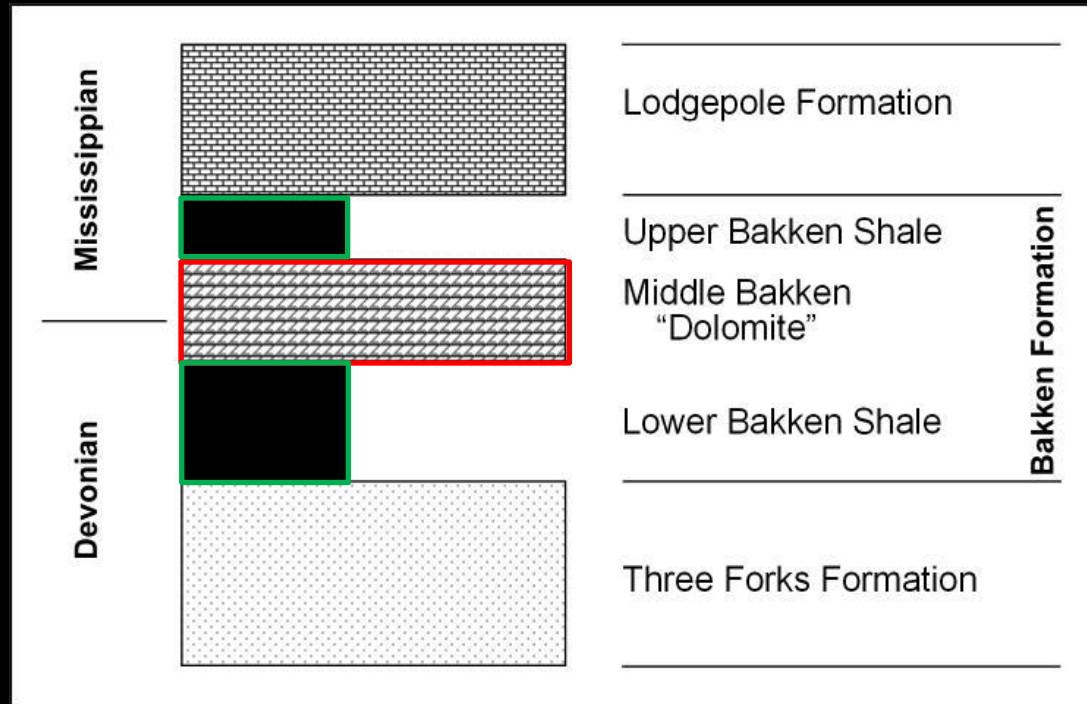 Mississippian
Devonian
Lodgepole Formation
Upper Bakken Shale
Middle Bakken
“Dolomite”
Lower Bakken Shale
Three Forks Formation
Bakken Formation